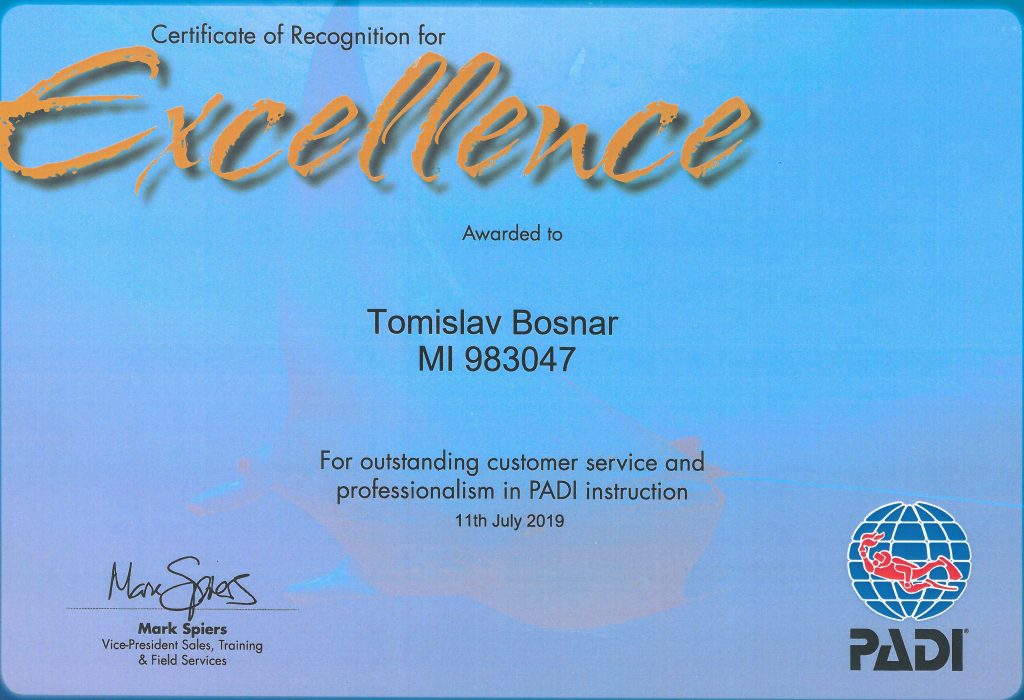 Certificate of Recognition for
Excellence
Awarded to
Tomislav Bosnar
MI 983047
For outstanding customer service and
professionalism in PADI instruction
11th July 2019
Mark Spiers
Mark Spiers
Vice-President Sales, Training
& Field Services
PADI®